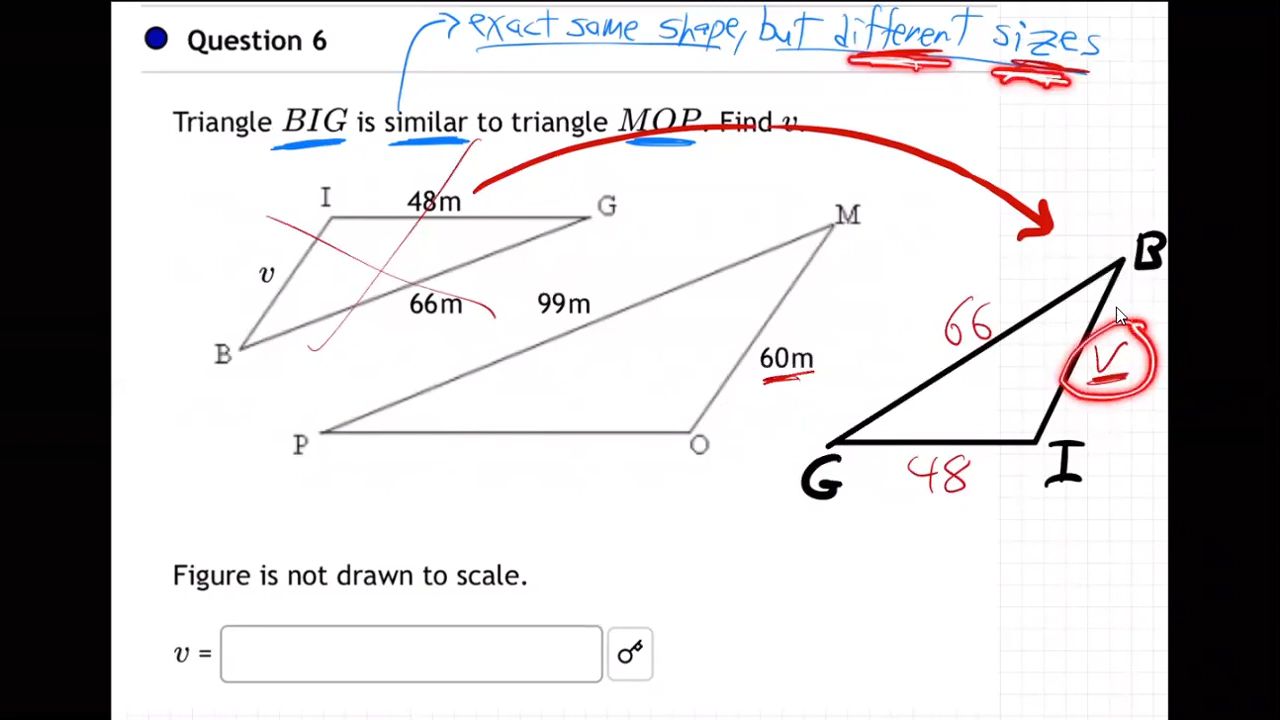 exact same shape, but different sizes
Question 6
Triangle BIG is similar to triangle MOP. Find v.
I
48m
G
M
B
v
66m
99m
66
60m
V
B
P
O
G
48
I
Figure is not drawn to scale.
v =